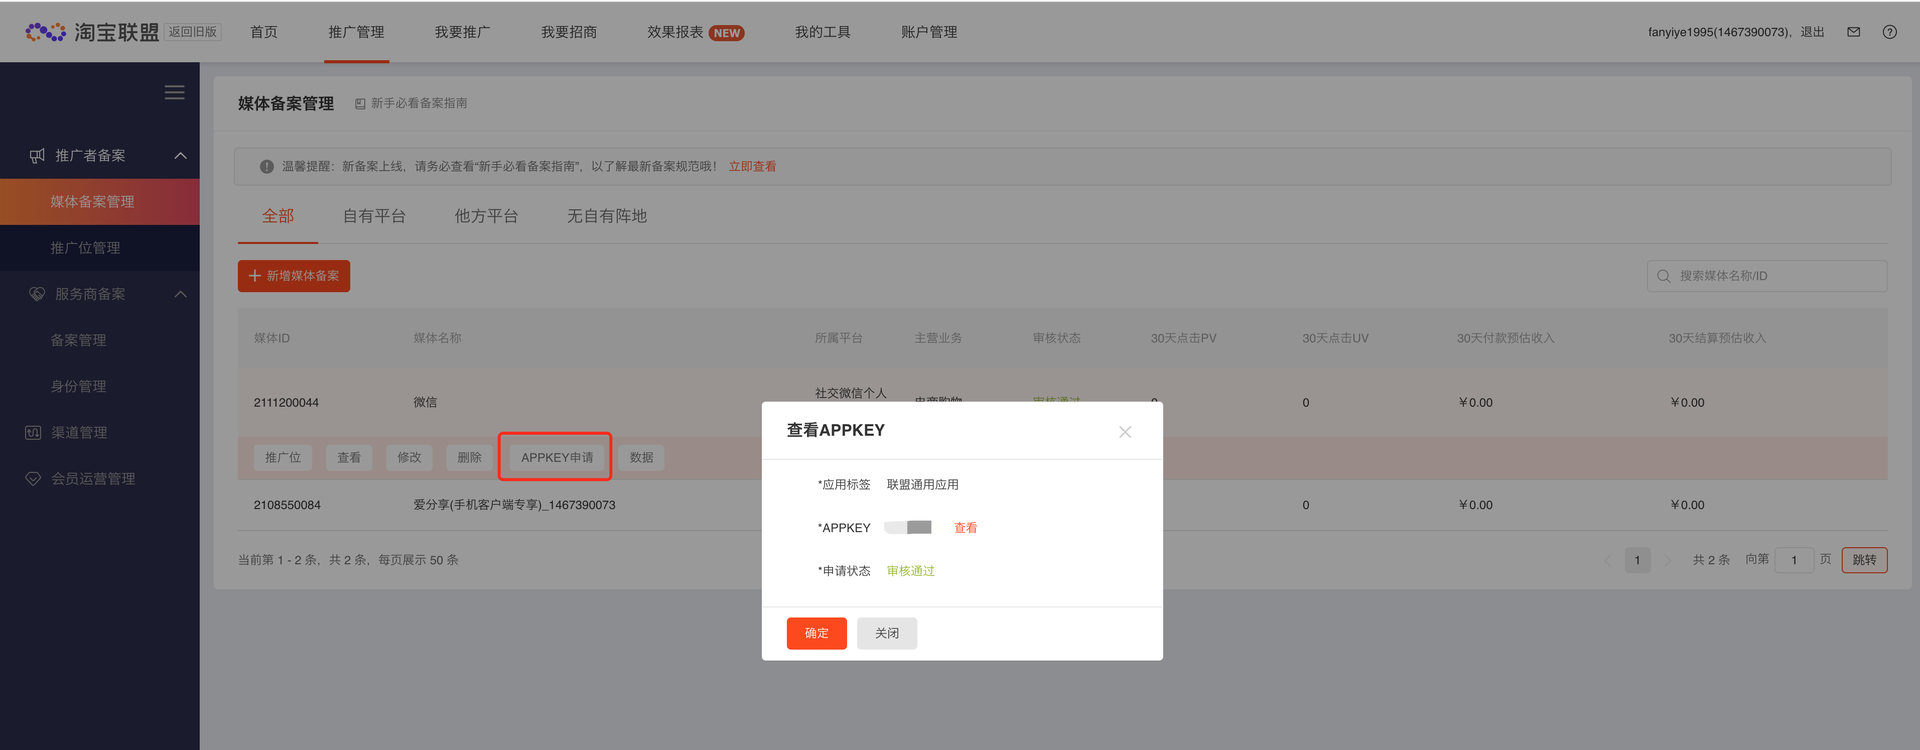 淘宝联盟 返回旧版 首页 推广管理 我要推广 我要招商 效果报表 NEW 我的工具 账户管理 fanyiye1995(1467390073)，退出
推广者备案
媒体备案管理
推广位管理
服务商备案
备案管理
身份管理
渠道管理
会员运营管理
媒体备案管理 新手必看备案指南
温馨提醒：新备案上线，请务必查看“新手必看备案指南”，以了解最新备案规范哦！ 立即查看
全部 自有平台 他方平台 无自有阵地
新增媒体备案 搜索媒体名称/ID
媒体ID 媒体名称 所属平台 主营业务 审核状态 30天点击PV 30天点击UV 30天付款预估收入 30天结算预估收入
2111200044 微信 社交微信个人 电商购物 审核通过 0 0 ￥0.00 ￥0.00
推广位 查看 修改 删除 APPKEY申请 数据
2108550084 爱分享(手机客户端专享)_1467390073 0 ￥0.00 ￥0.00
当前第 1 - 2 条，共 2 条，每页展示 50 条 1 共 2 条 向第 1 页 跳转
查看APPKEY
*应用标签 联盟通用应用
*APPKEY 查看
*申请状态 审核通过
确定 关闭